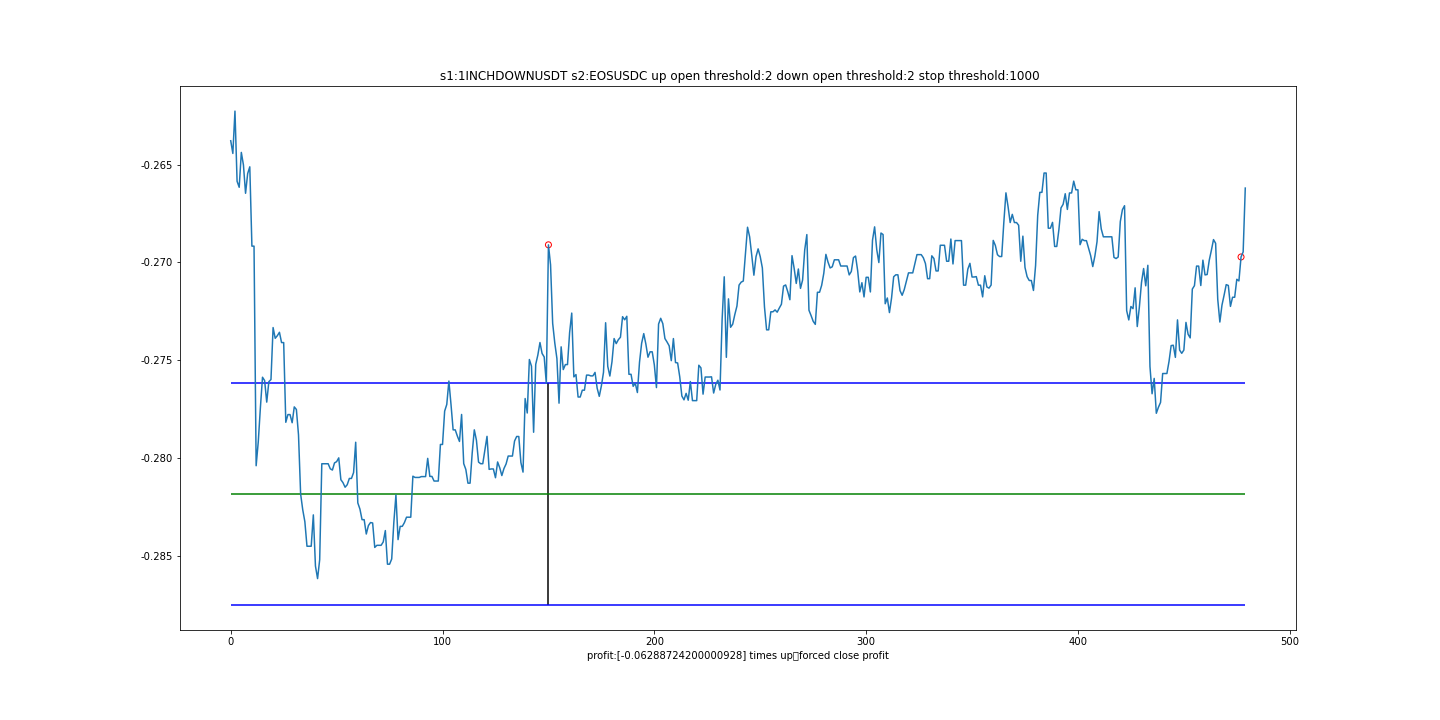 s1:1INCHDOWNUSDT s2:EOSUSDC up open threshold:2 down open threshold:2 stop threshold:1000
-0.265
-0.270
-0.275
-0.280
-0.285
0 100 200 300 400 500
profit:[-0.06288724200000928] times up▯forced close profit